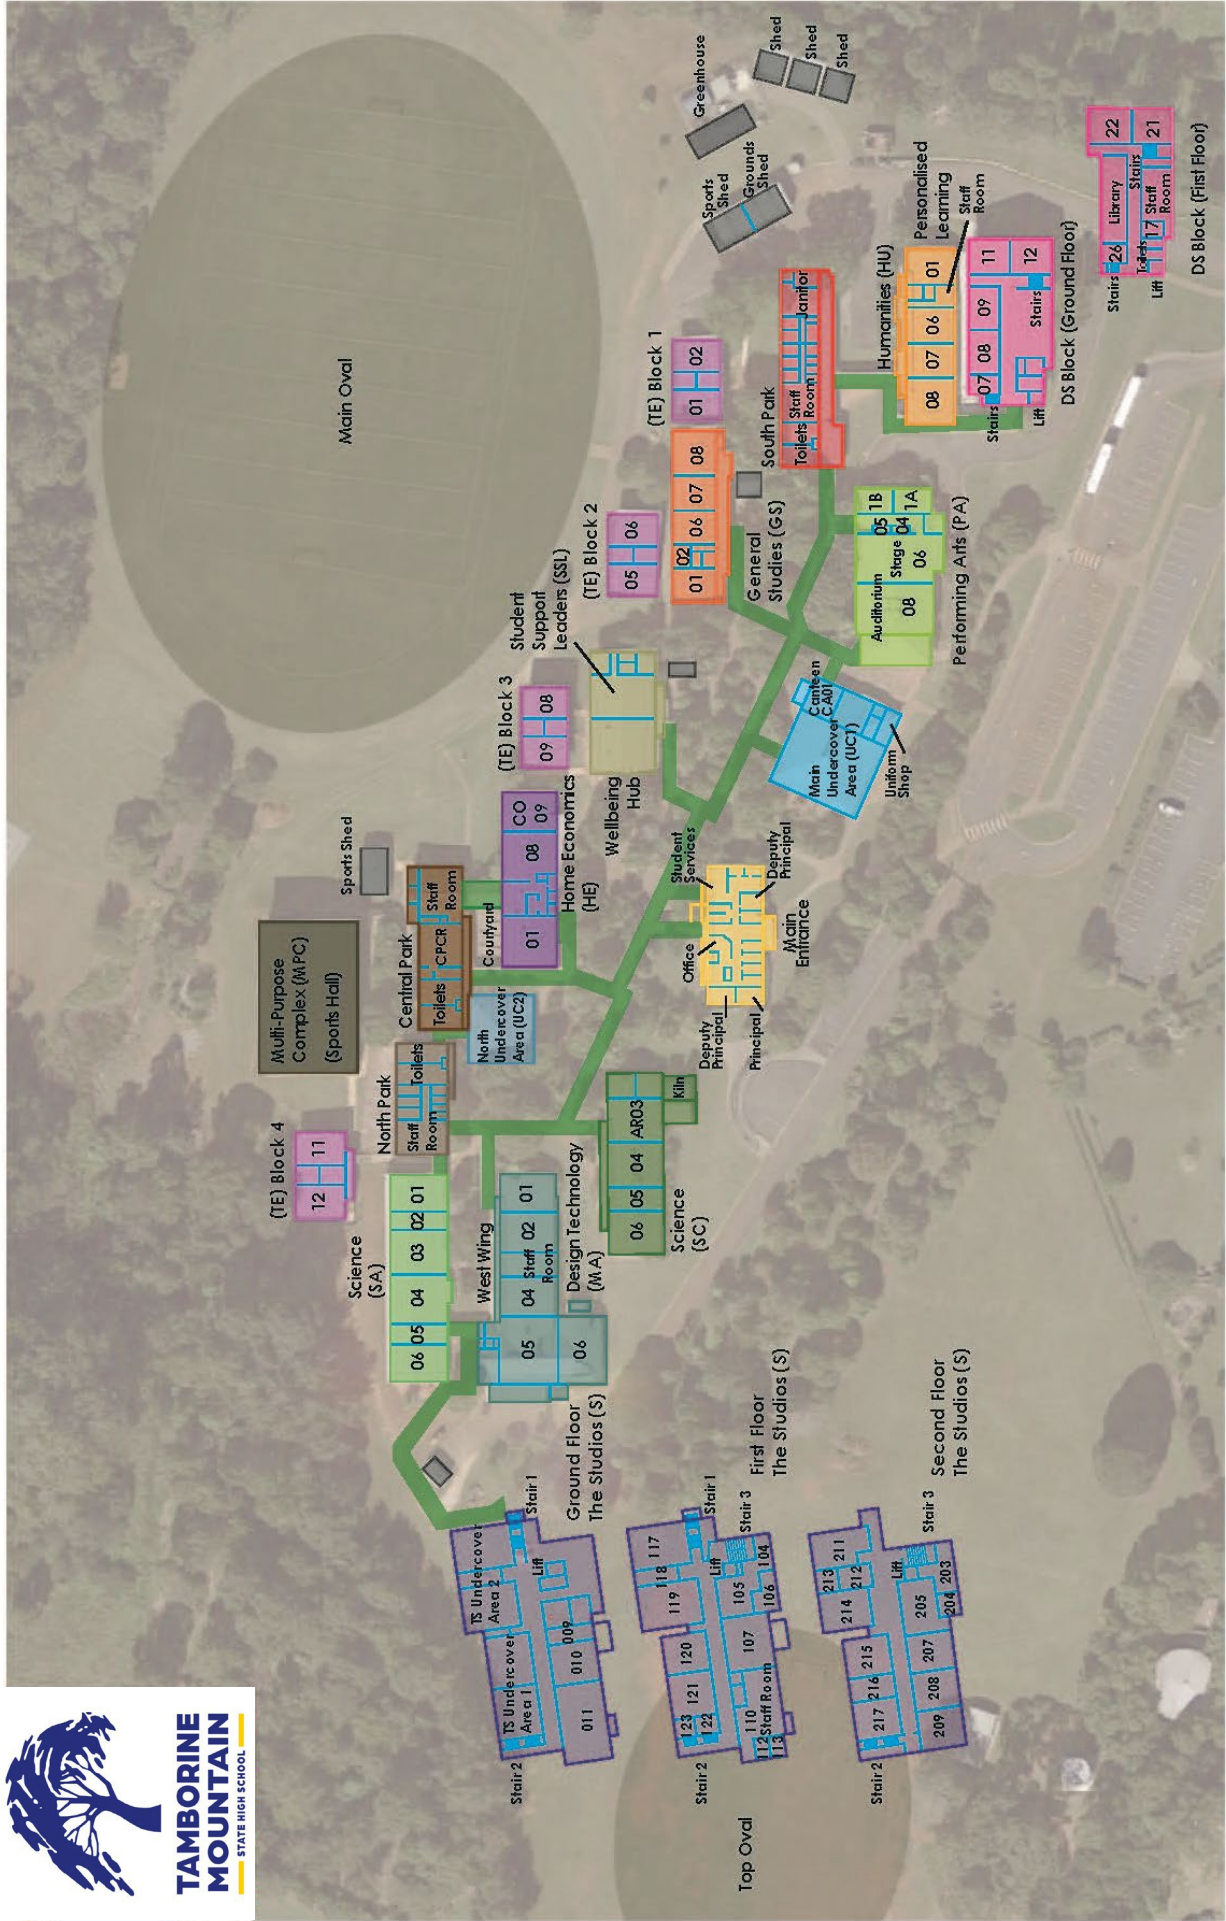 TAMBORINE
MOUNTAIN
STATE HIGH SCHOOL
Main Oval
Top Oval
Greenhouse
Shed
Shed
Shed
Sports
Shed
Grounds
Shed
(TE) Block 1
01
02
(TE) Block 2
05
06
(TE) Block 3
09
08
(TE) Block 4
12
11
Sports Shed
Multi-Purpose
Complex (MPC)
(Sports Hall)
Central Park
Toilets
CPCR
Staff
Room
North Park
Staff
Room
Toilets
North
Undercover
Area (UC2)
Courtyard
Home Economics
(HE)
01
08
CO
09
Wellbeing
Hub
Student
Support
Leaders (SSL)
General
Studies (GS)
01
02
06
07
08
South Park
Toilets
Staff
Room
Janitor
Humanities (HU)
08
07
06
01
Personalised
Learning
Staff
Room
DS Block (Ground Floor)
07
08
09
11
12
Stairs
Stairs
Lift
DS Block (First Floor)
Library
22
21
26
17
Staff
Room
Toilets
Stairs
Stairs
Lift
Performing Arts (PA)
Auditorium
08
Stage
06
05
04
1B
1A
Canteen
CA01
Main
Undercover
Area (UC1)
Uniform
Shop
Student
Services
Deputy
Principal
Main
Entrance
Office
Deputy
Principal
Principal
Science
(SA)
06
05
04
03
02
01
West Wing
Design Technology
(MA)
05
06
04
Staff
Room
02
01
Science
(SC)
06
05
04
AR03
Kiln
Ground Floor
The Studios (S)
TS Undercover
Area 1
TS Undercover
Area 2
Stair 1
Stair 2
Lift
009
010
011
First Floor
The Studios (S)
117
118
119
120
121
123
122
Stair 1
Stair 2
Stair 3
Lift
104
105
106
107
110
Staff Room
112
113
Second Floor
The Studios (S)
211
213
212
214
215
216
217
Stair 2
Stair 3
Lift
203
204
205
207
208
209